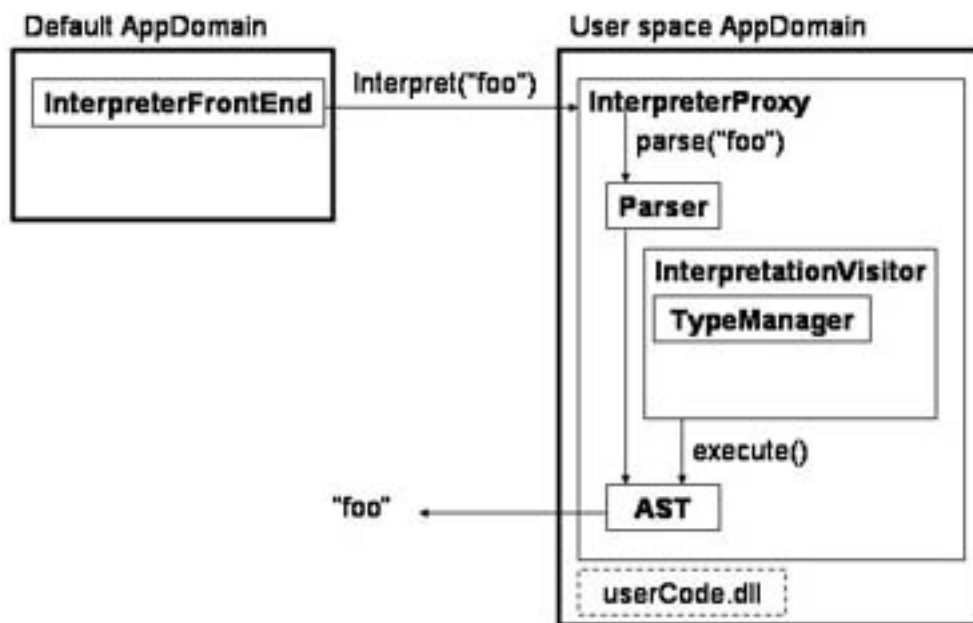 Default AppDomain
User space AppDomain
InterpreterFrontEnd
Interpret("foo")
InterpreterProxy
parse("foo")
Parser
InterpretationVisitor
TypeManager
execute()
"foo"
AST
userCode.dll